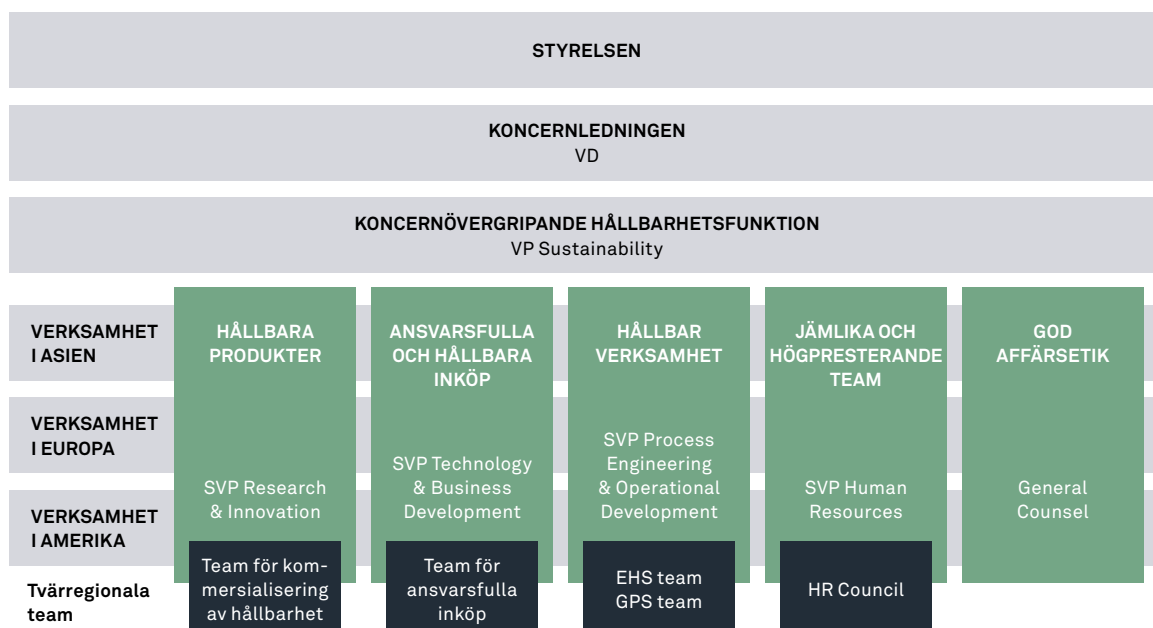 STYRELSEN
KONCERNLEDNINGEN
VD
KONCERNÖVERGRIPANDE HÅLLBARHETSFUNKTION
VP Sustainability
VERKSAMHET
I ASIEN
VERKSAMHET
I EUROPA
VERKSAMHET
I AMERIKA
Tvärregionala
team
HÅLLBARA
PRODUKTER
SVP Research
& Innovation
Team för kom-
mersialisering
av hållbarhet
ANSVARSFULLA
OCH HÅLLBARA
INKÖP
SVP Technology
& Business
Development
Team för
ansvarsfulla
inköp
HÅLLBAR
VERKSAMHET
SVP Process
Engineering
& Operational
Development
EHS team
GPS team
JÄMLIKA OCH
HÖGPRESTERANDE
TEAM
SVP Human
Resources
HR Council
GOD
AFFÄRSETIK
General
Counsel